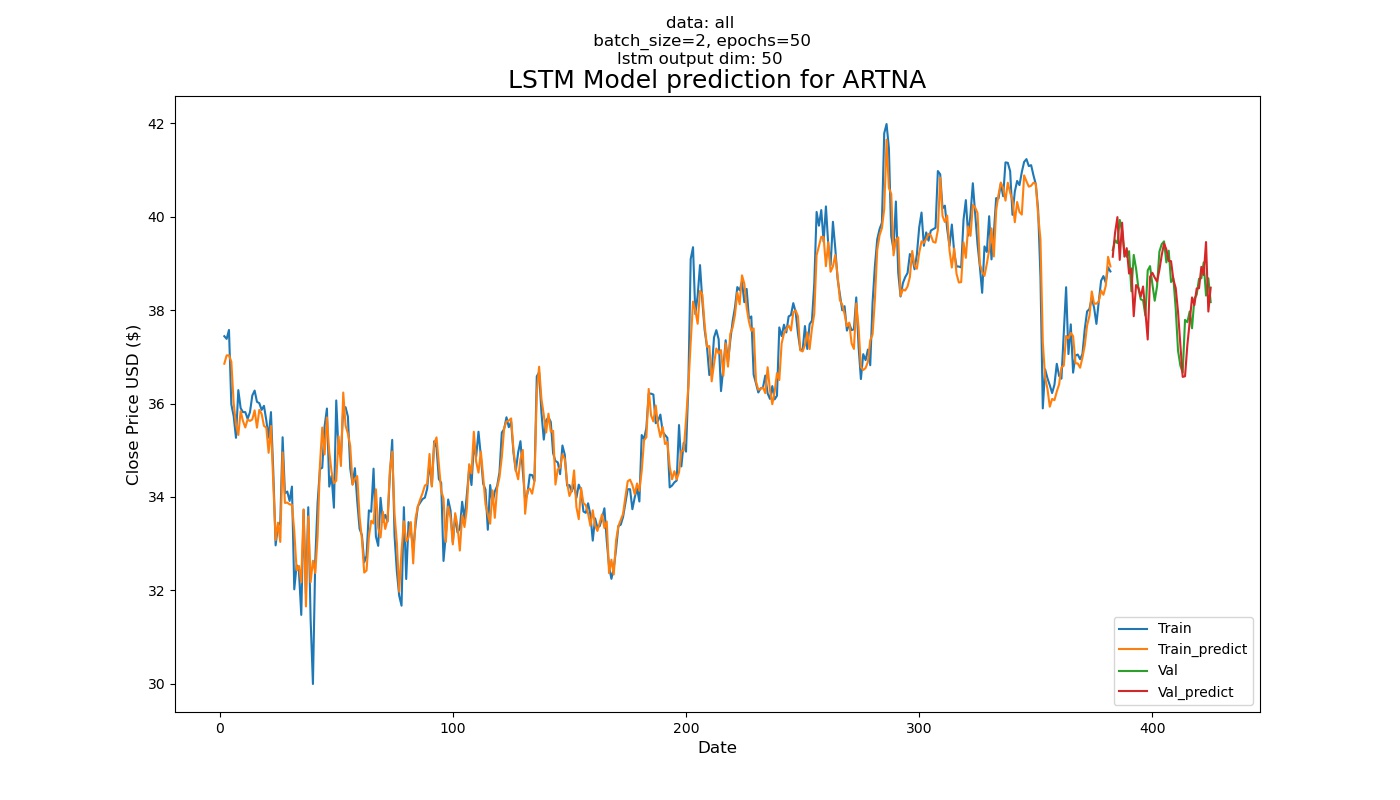 data: all
batch_size=2, epochs=50
lstm output dim: 50
LSTM Model prediction for ARTNA
Close Price USD ($)
42
40
38
36
34
32
30
0
100
200
300
400
Date
Train
Train_predict
Val
Val_predict